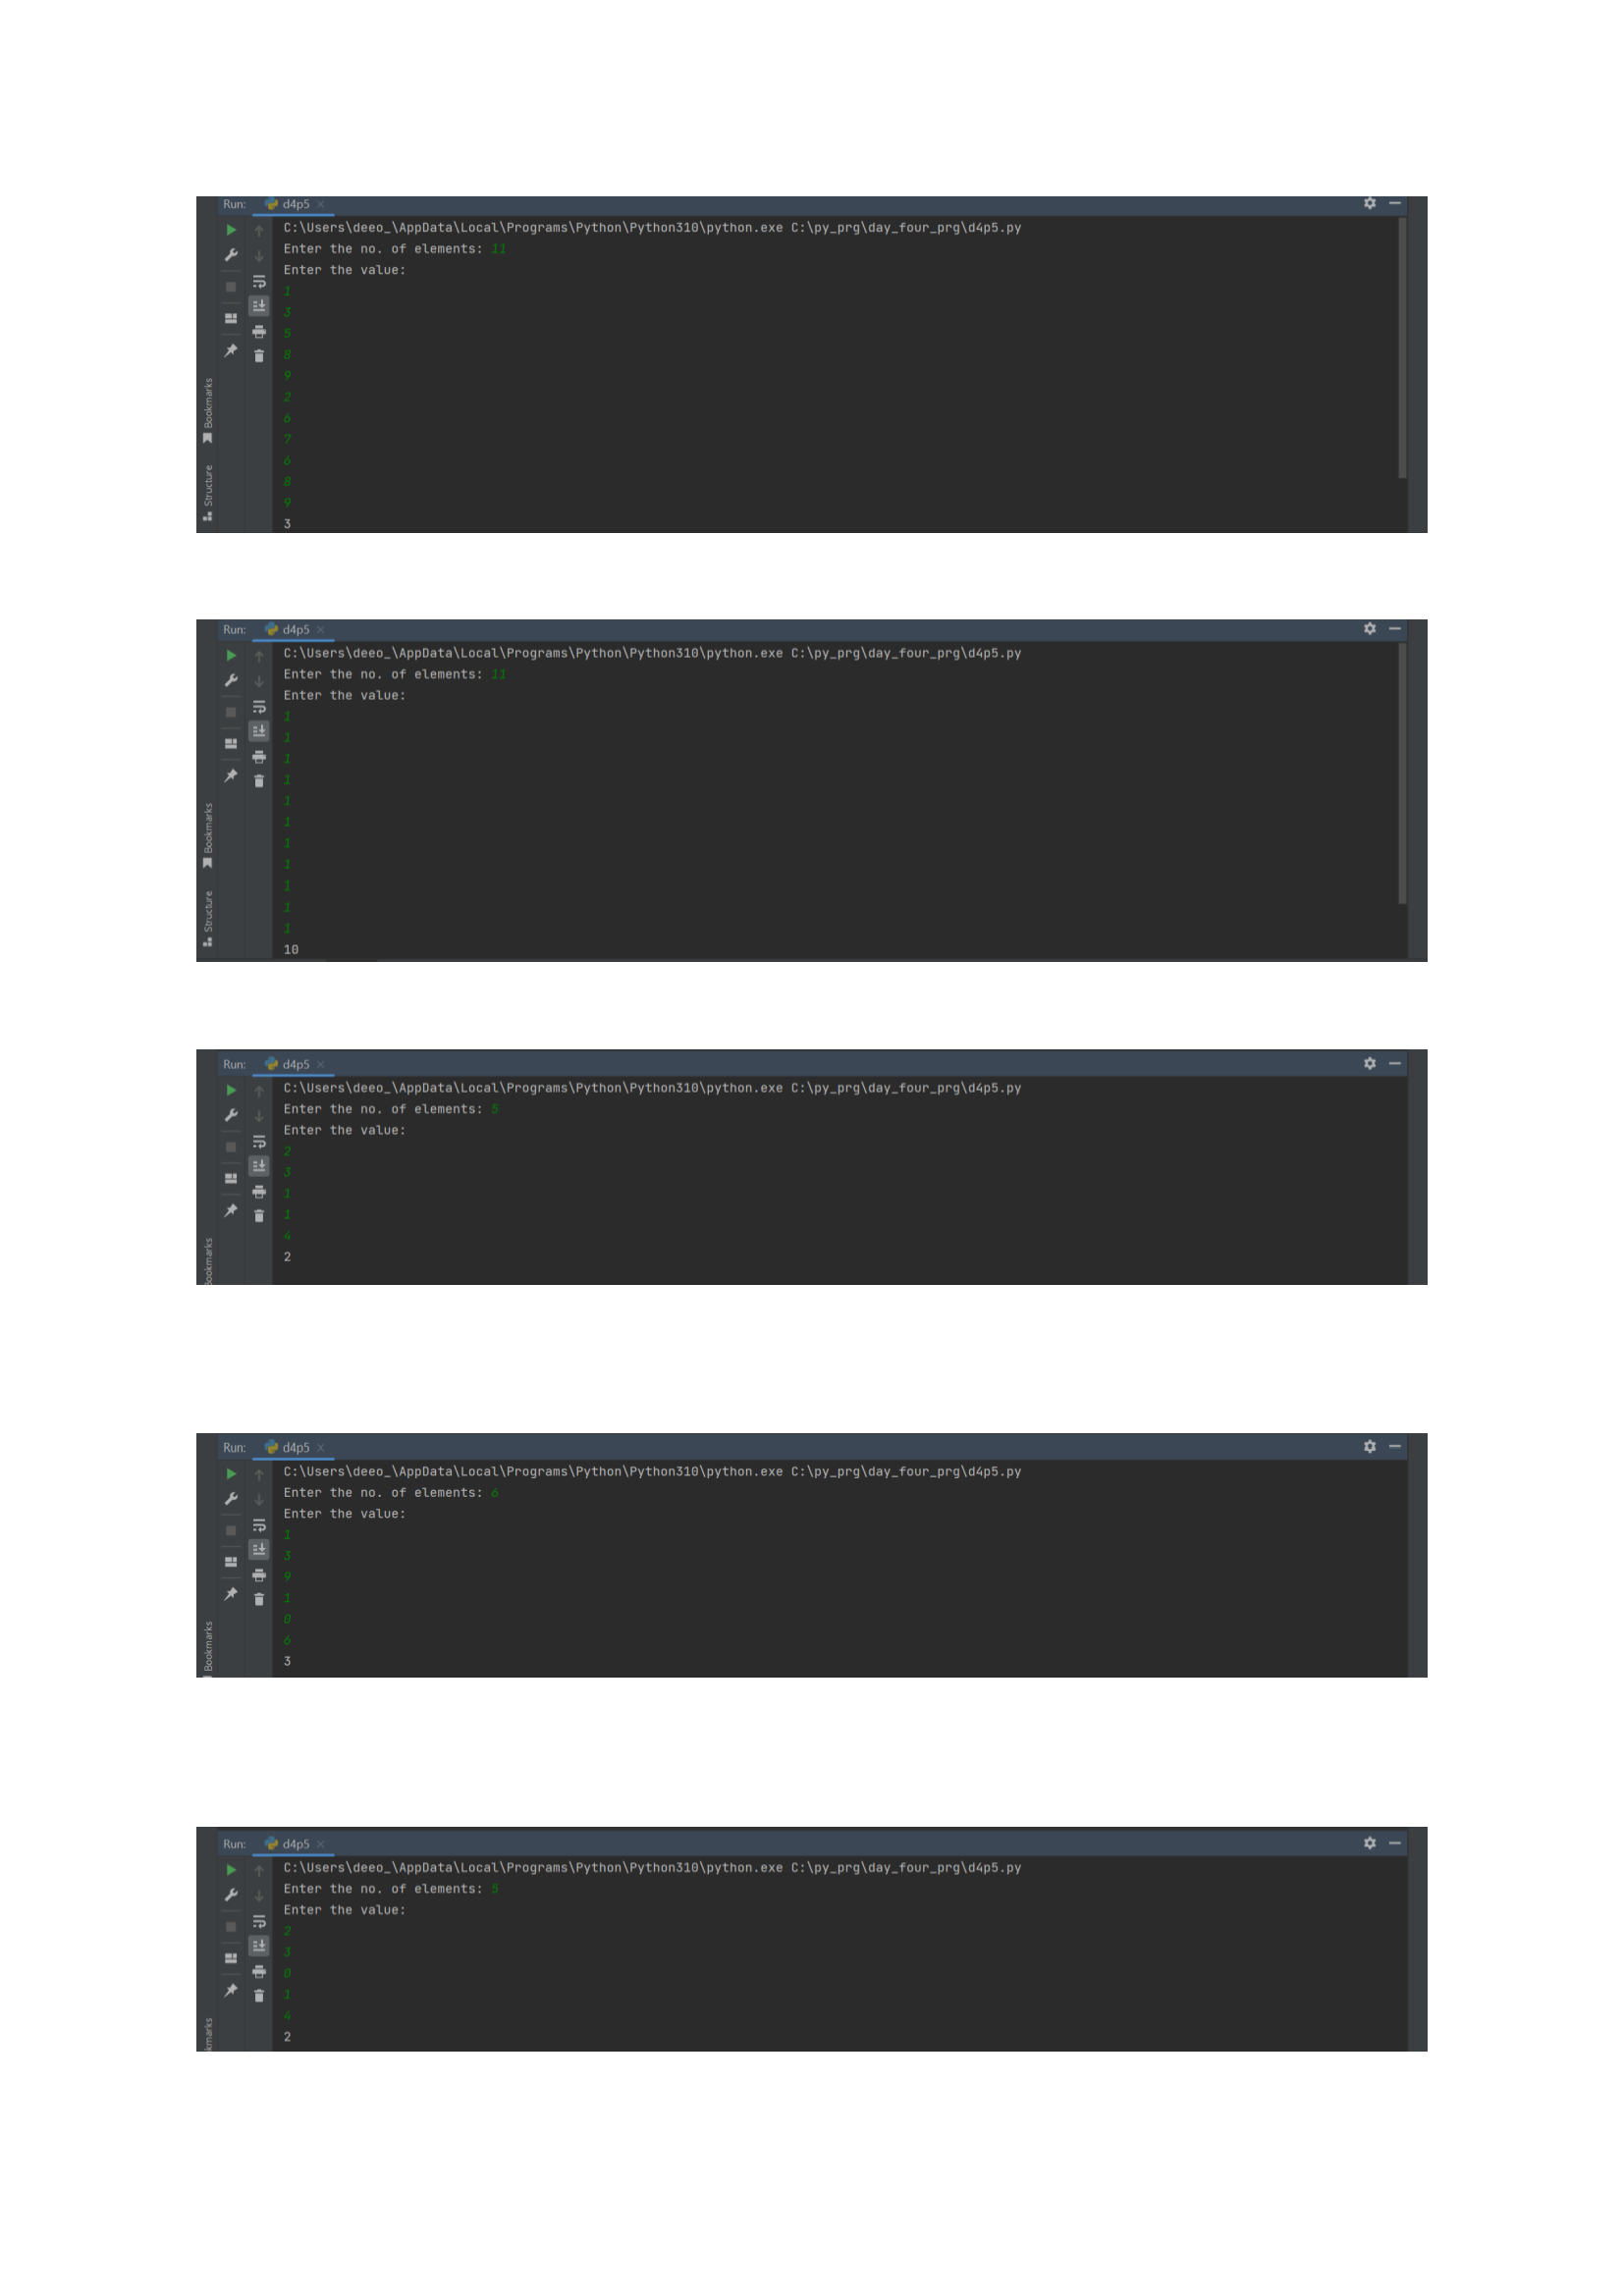 Run: d4p5
C:\Users\deeo_\AppData\Local\Programs\Python\Python310\python.exe C:\py_prg\day_four_prg\d4p5.py
Enter the no. of elements: 11
Enter the value:
1
3
5
8
9
2
6
7
6
8
9
3
Bookmarks
Structure
Run: d4p5
C:\Users\deeo_\AppData\Local\Programs\Python\Python310\python.exe C:\py_prg\day_four_prg\d4p5.py
Enter the no. of elements: 11
Enter the value:
1
1
1
1
1
1
1
1
1
1
1
10
Bookmarks
Structure
Run: d4p5
C:\Users\deeo_\AppData\Local\Programs\Python\Python310\python.exe C:\py_prg\day_four_prg\d4p5.py
Enter the no. of elements: 5
Enter the value:
2
3
1
1
4
2
Bookmarks
Run: d4p5
C:\Users\deeo_\AppData\Local\Programs\Python\Python310\python.exe C:\py_prg\day_four_prg\d4p5.py
Enter the no. of elements: 6
Enter the value:
1
3
9
1
0
6
3
Bookmarks
Run: d4p5
C:\Users\deeo_\AppData\Local\Programs\Python\Python310\python.exe C:\py_prg\day_four_prg\d4p5.py
Enter the no. of elements: 5
Enter the value:
2
3
0
1
4
2
kmarks